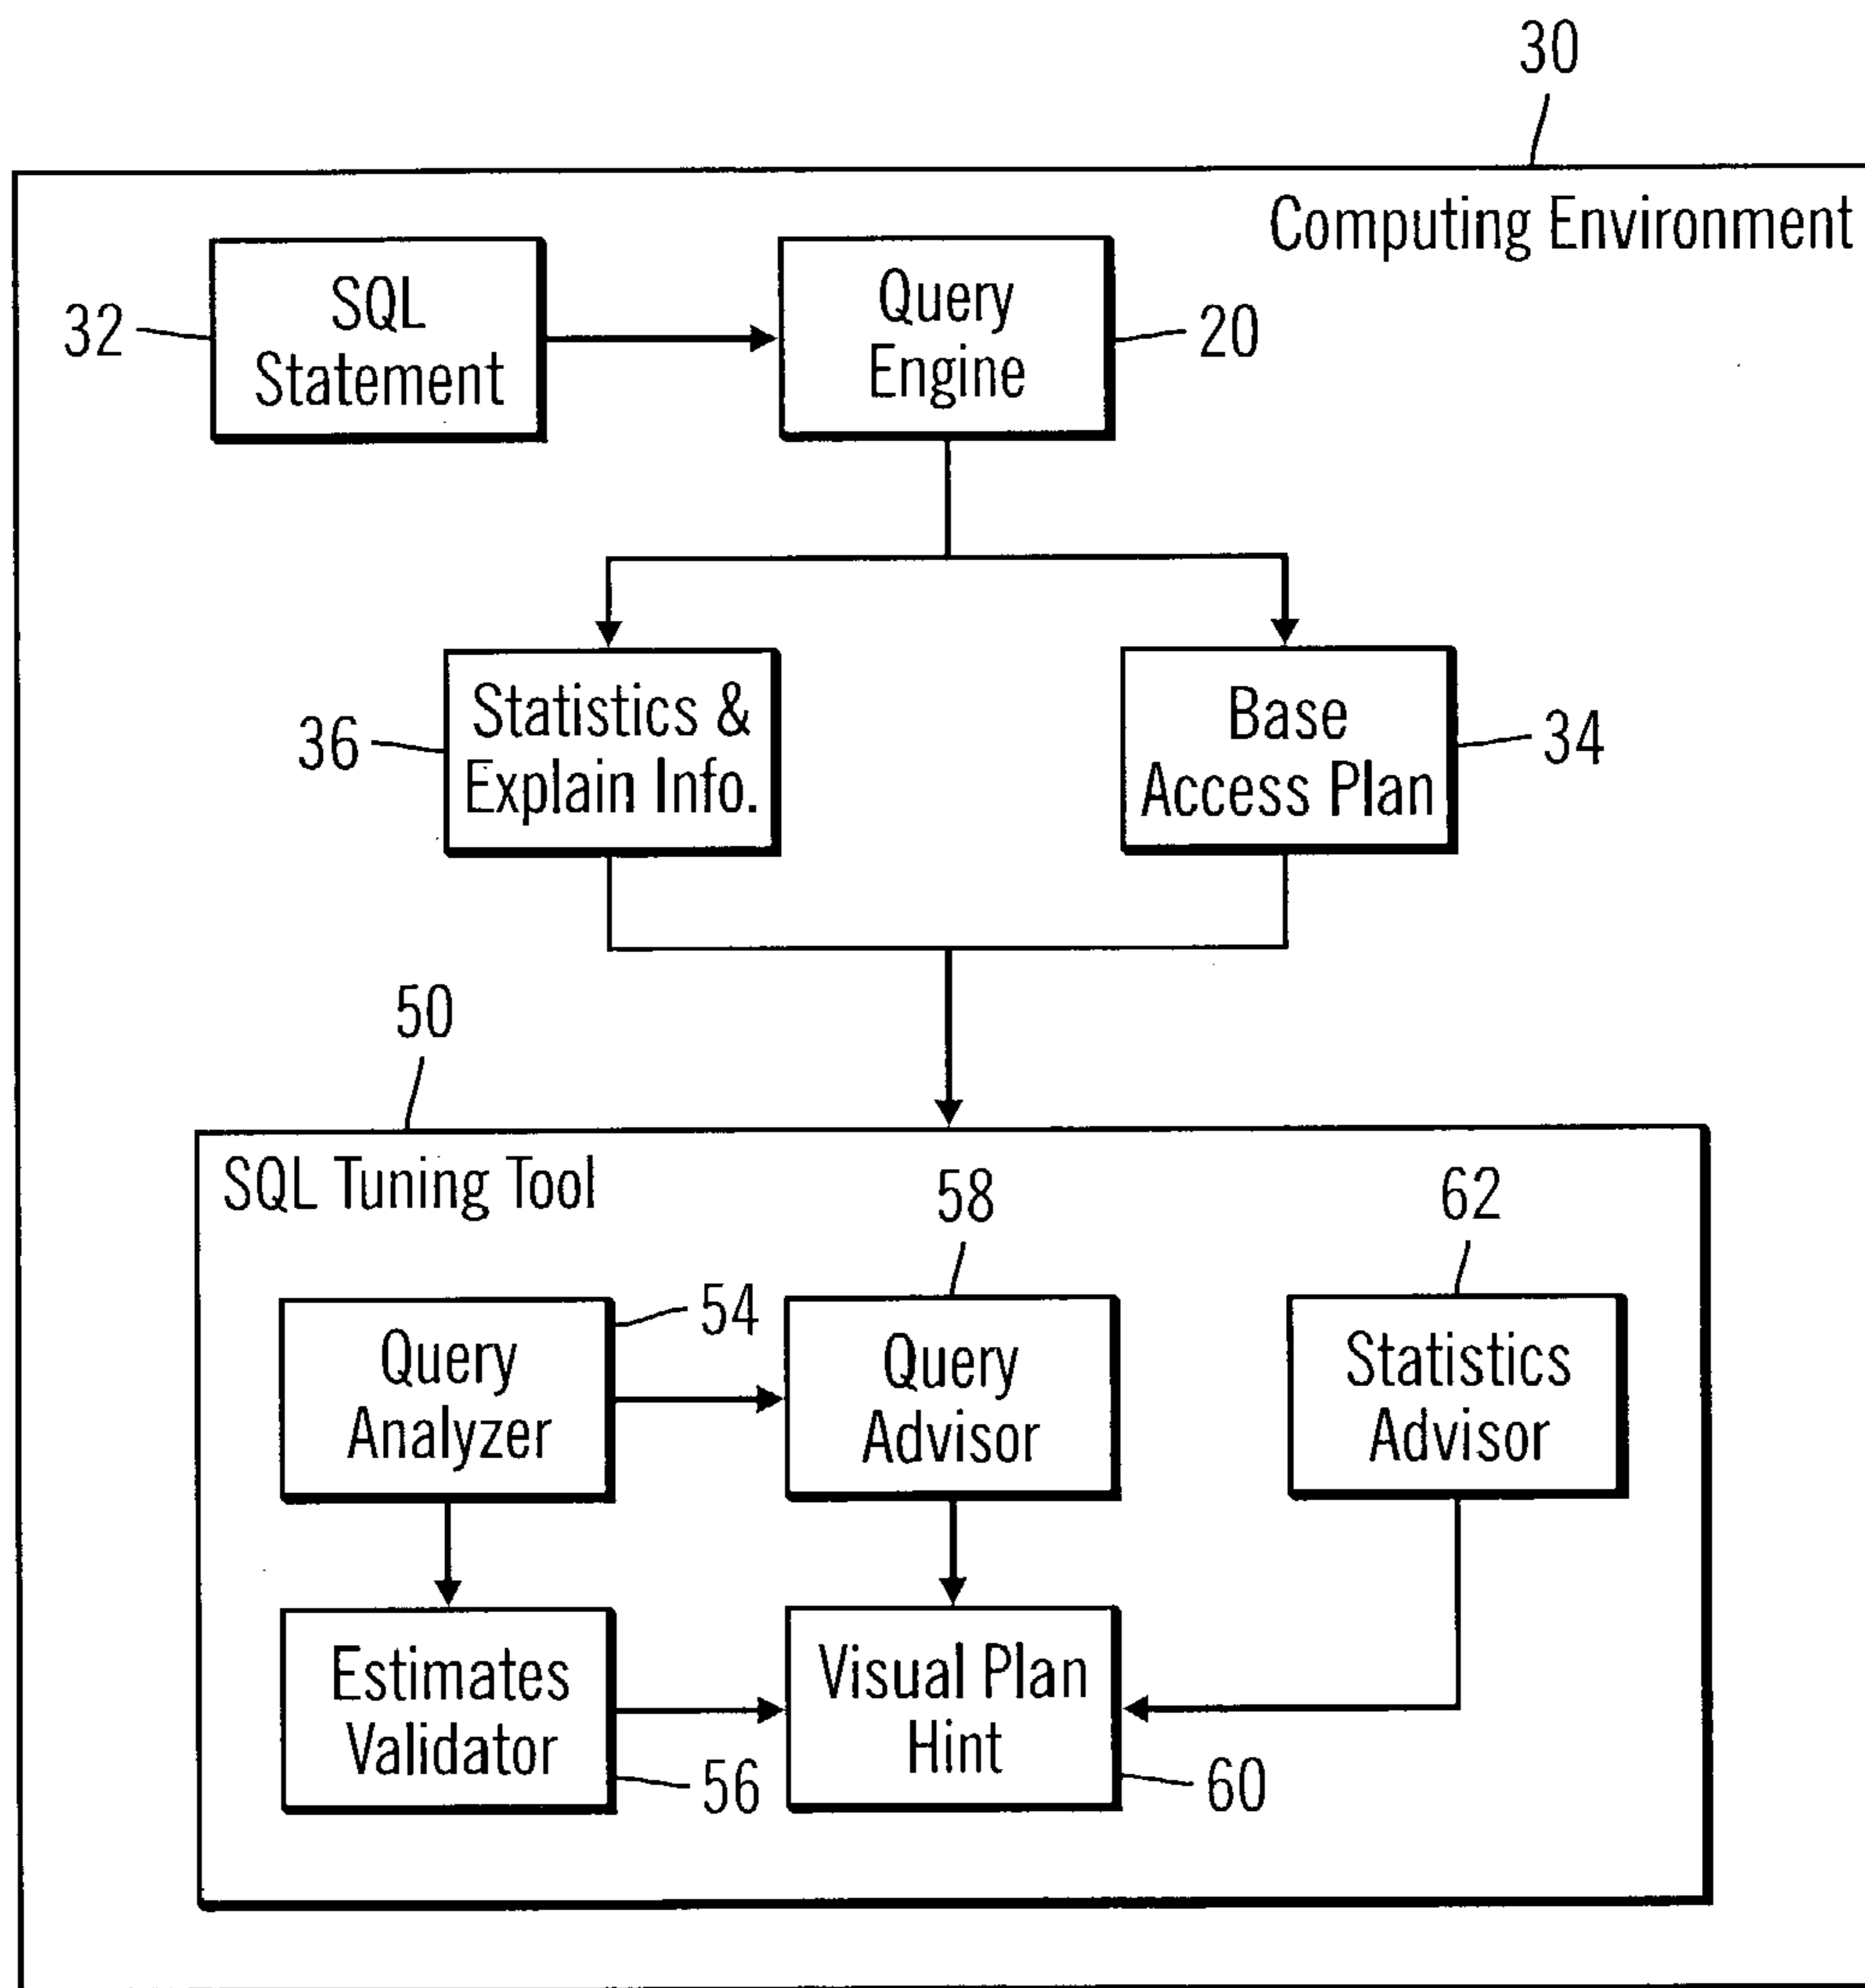 30
Computing Environment
32
SQL
Statement
Query
Engine
20
36
Statistics &
Explain Info.
Base
Access Plan
34
50
SQL Tuning Tool
58
62
54
Query
Analyzer
Query
Advisor
Statistics
Advisor
Estimates
Validator
56
Visual Plan
Hint
60